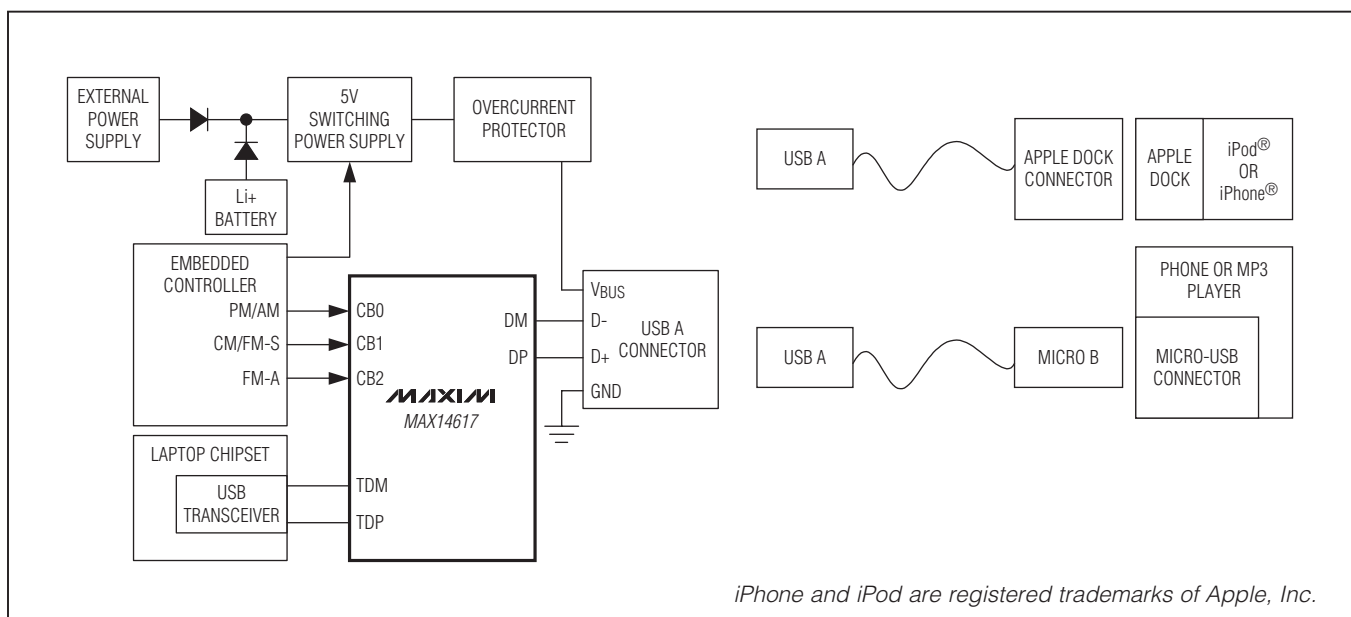 EXTERNAL
POWER
SUPPLY
5V
SWITCHING
POWER SUPPLY
OVERCURRENT
PROTECTOR
Li+
BATTERY
EMBEDDED
CONTROLLER
PM/AM
CM/FM-S
FM-A
CB0
CB1
CB2
MAXIM
MAX14617
DM
DP
TDM
TDP
LAPTOP CHIPSET
USB
TRANSCEIVER
VBUS
D-
D+
GND
USB A
CONNECTOR
USB A
APPLE DOCK
CONNECTOR
APPLE
DOCK
iPod®
OR
iPhone®
USB A
MICRO B
PHONE OR MP3
PLAYER
MICRO-USB
CONNECTOR
iPhone and iPod are registered trademarks of Apple, Inc.